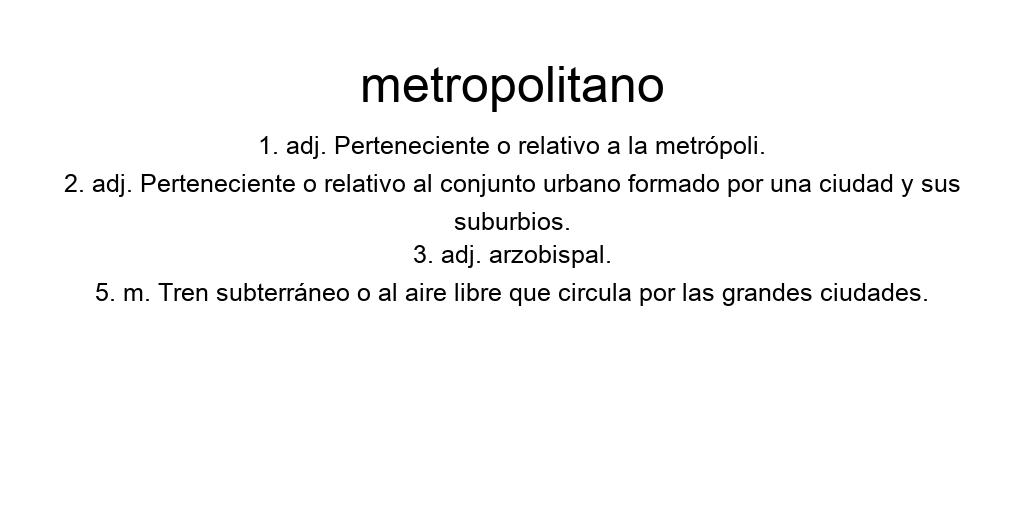 metropolitano
1. adj. Perteneciente o relativo a la metrópoli.
2. adj. Perteneciente o relativo al conjunto urbano formado por una ciudad y sus
suburbios.
3. adj. arzobispal.
5. m. Tren subterráneo o al aire libre que circula por las grandes ciudades.